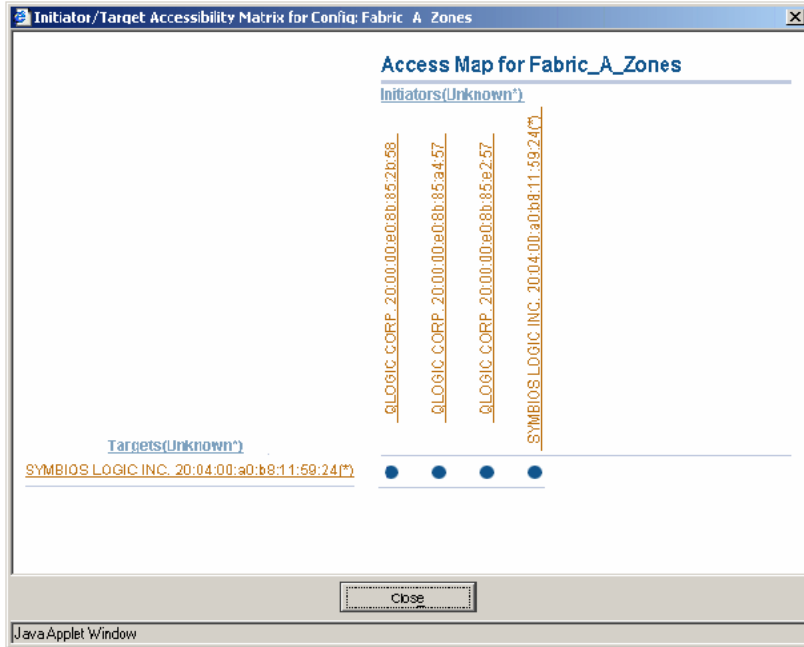 Initiator/Target Accessibility Matrix for Config: Fabric_A_Zones
Access Map for Fabric_A_Zones
Initiators(Unknown*)
QLOGIC CORP. 20:00:00:e0:8b:85:2b:58
QLOGIC CORP. 20:00:00:e0:8b:85:a4:57
QLOGIC CORP. 20:00:00:e0:8b:85:e2:57
SYMBIOS LOGIC INC. 20:04:00:a0:b8:11:59:24(*)
Targets(Unknown*)
SYMBIOS LOGIC INC. 20:04:00:a0:b8:11:59:24(*)
Close
Java Applet Window